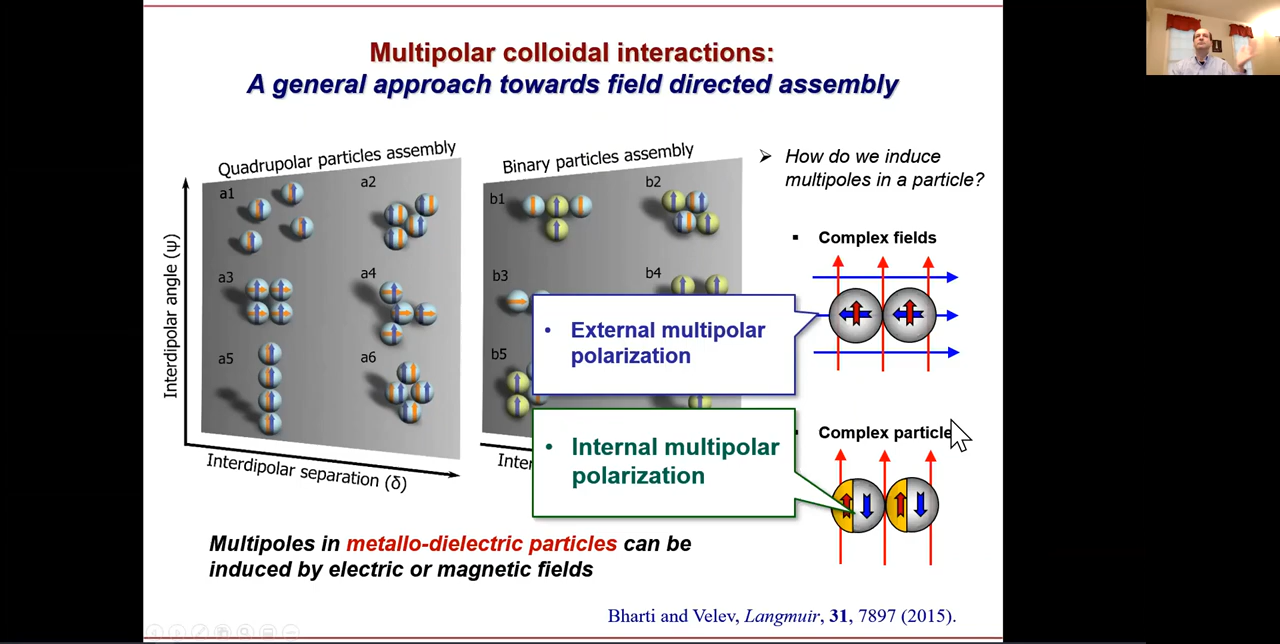 Multipolar colloidal interactions:
A general approach towards field directed assembly
Quadrupolar particles assembly
a1
a2
a3
a4
a5
a6
Interdipolar angle (ψ)
Interdipolar separation (δ)
Binary particles assembly
b1
b2
b3
b4
b5
➢ How do we induce
multipoles in a particle?
▪ Complex fields
• External multipolar
polarization
Complex particle
• Internal multipolar
polarization
Multipoles in metallo-dielectric particles can be
induced by electric or magnetic fields
Bharti and Velev, Langmuir, 31, 7897 (2015).